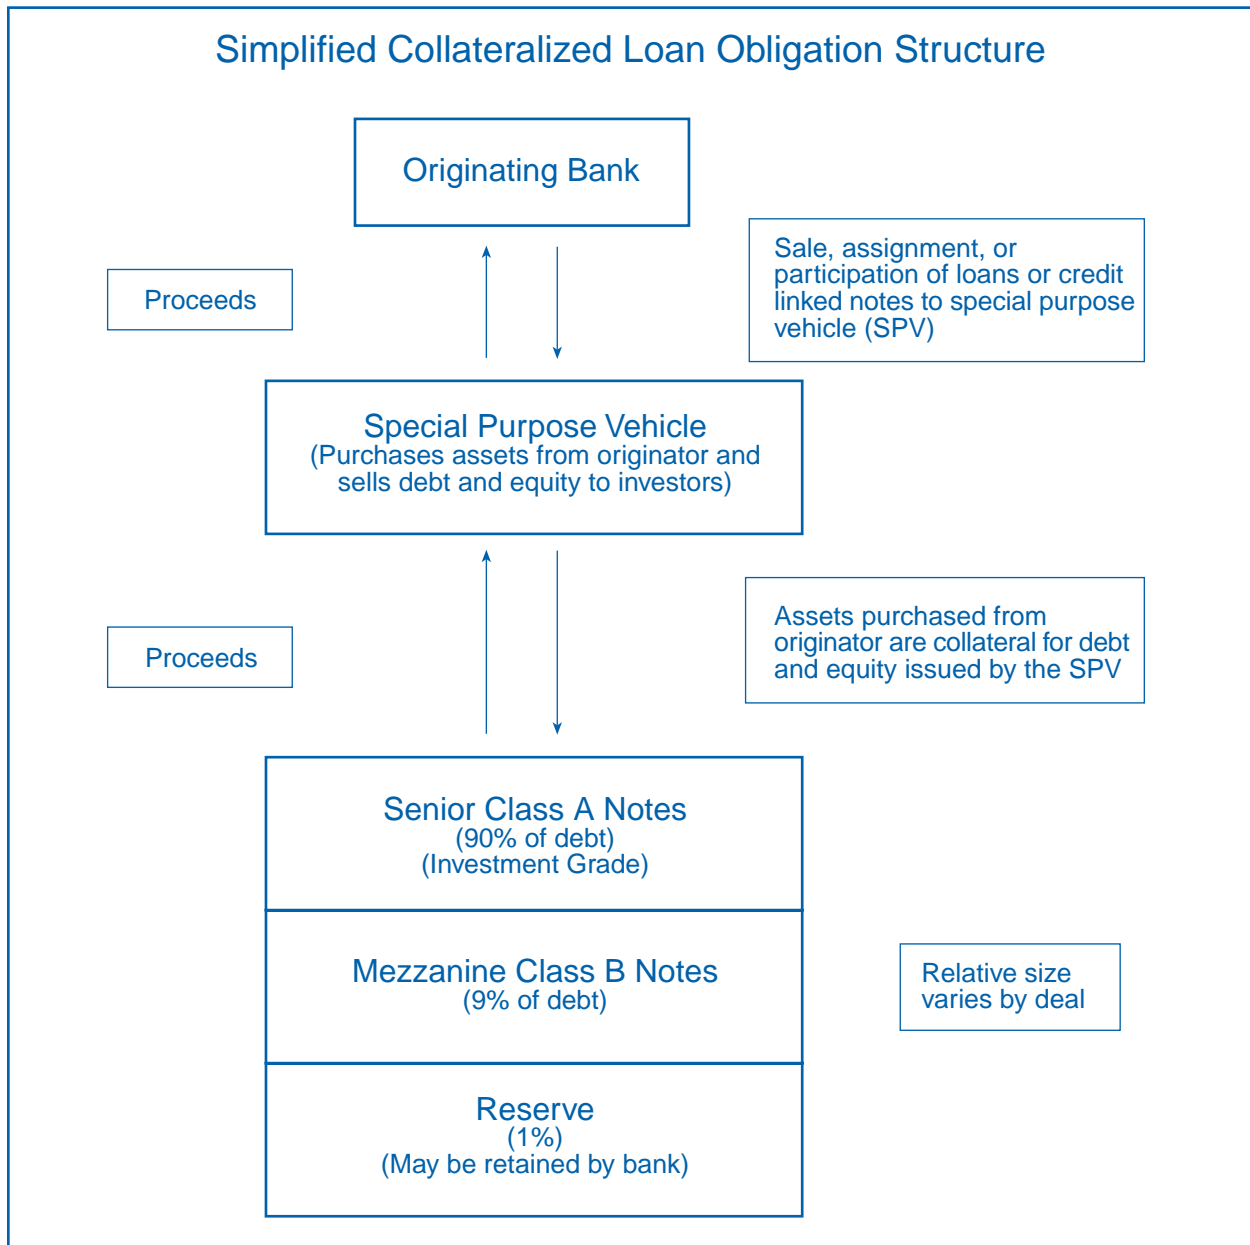 Simplified Collateralized Loan Obligation Structure
Originating Bank
Proceeds
Sale, assignment, or
participation of loans or credit
linked notes to special purpose
vehicle (SPV)
Special Purpose Vehicle
(Purchases assets from originator and
sells debt and equity to investors)
Proceeds
Assets purchased from
originator are collateral for debt
and equity issued by the SPV
Senior Class A Notes
(90% of debt)
(Investment Grade)
Mezzanine Class B Notes
(9% of debt)
Relative size
varies by deal
Reserve
(1%)
(May be retained by bank)